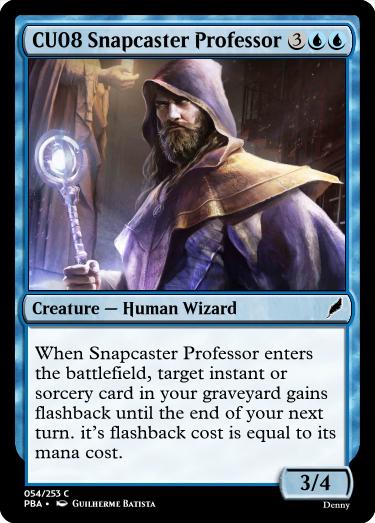 CU08 Snapcaster Professor 3
Creature — Human Wizard
When Snapcaster Professor enters
the battlefield, target instant or
sorcery card in your graveyard gains
flashback until the end of your next
turn. it's flashback cost is equal to its
mana cost.
3/4
054/253 C
PBA • Guilherme Batista
Denny